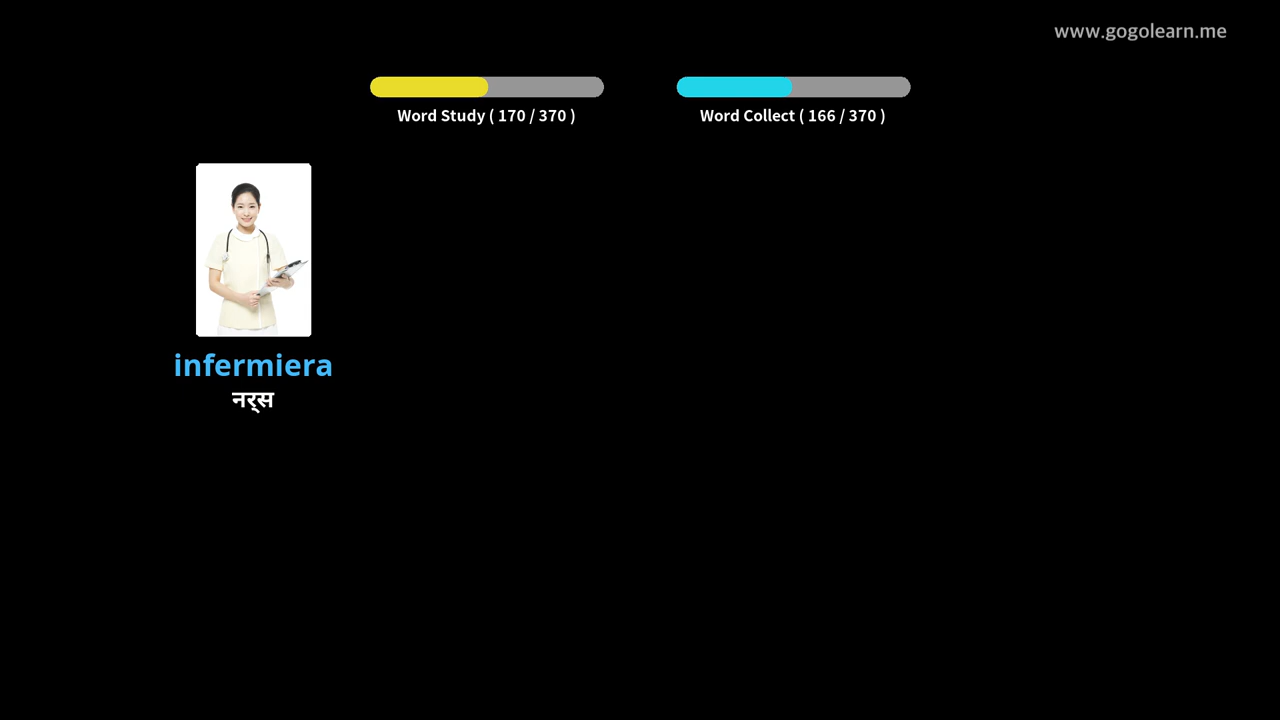 www.gogolearn.me
Word Study ( 170 / 370 )
Word Collect ( 166 / 370 )
infermiera
नर्स